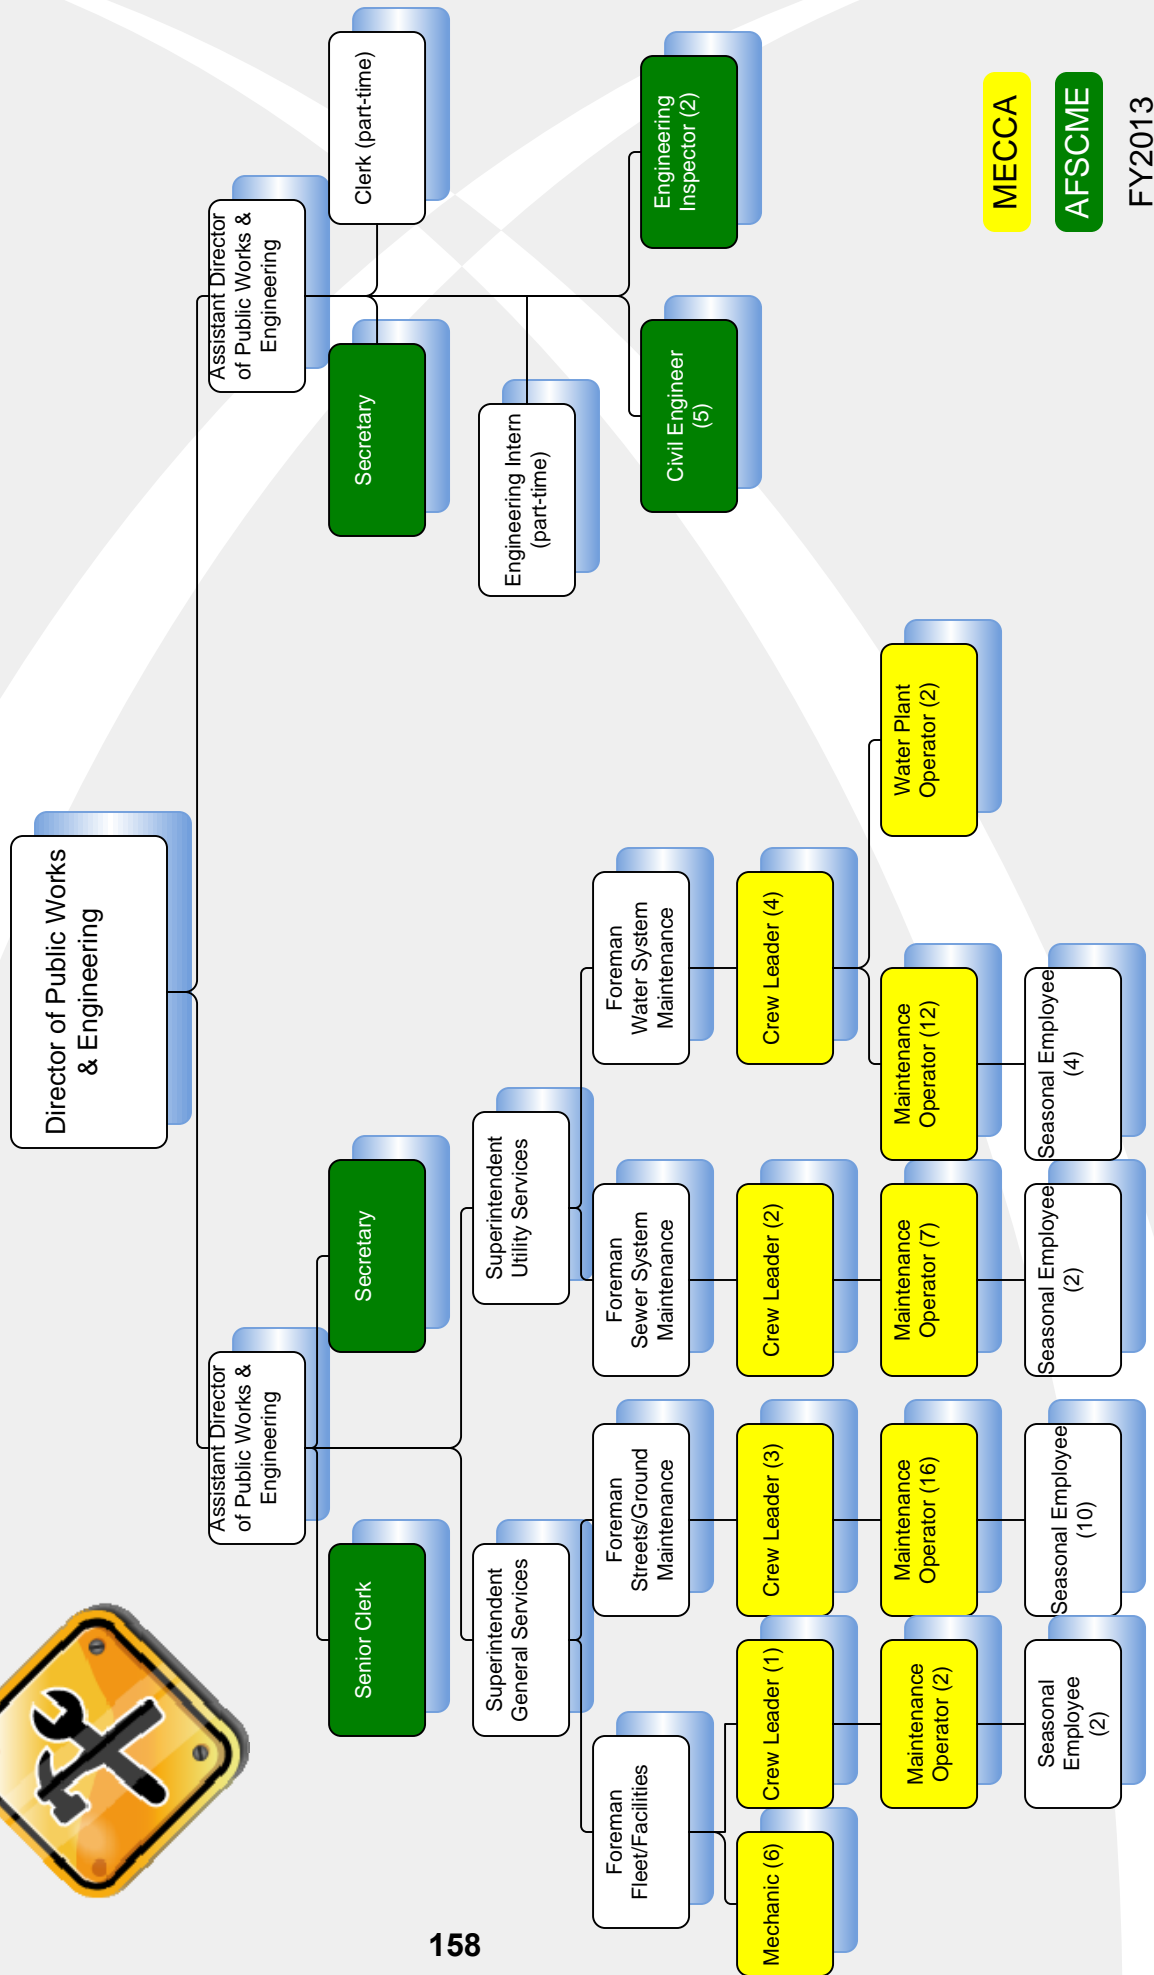 Director of Public Works
& Engineering
Assistant Director
of Public Works &
Engineering
Assistant Director
of Public Works &
Engineering
Senior Clerk
Secretary
Secretary
Clerk (part-time)
Superintendent
General Services
Superintendent
Utility Services
Engineering Intern
(part-time)
Foreman
Fleet/Facilities
Foreman
Streets/Ground
Maintenance
Foreman
Sewer System
Maintenance
Foreman
Water System
Maintenance
Civil Engineer
(5)
Engineering
Inspector (2)
Mechanic (6)
Crew Leader (1)
Crew Leader (3)
Crew Leader (2)
Crew Leader (4)
Maintenance
Operator (2)
Maintenance
Operator (16)
Maintenance
Operator (7)
Maintenance
Operator (12)
Water Plant
Operator (2)
Seasonal
Employee
(2)
Seasonal Employee
(10)
Seasonal Employee
(2)
Seasonal Employee
(4)
MECCA
AFSCME
FY2013
158